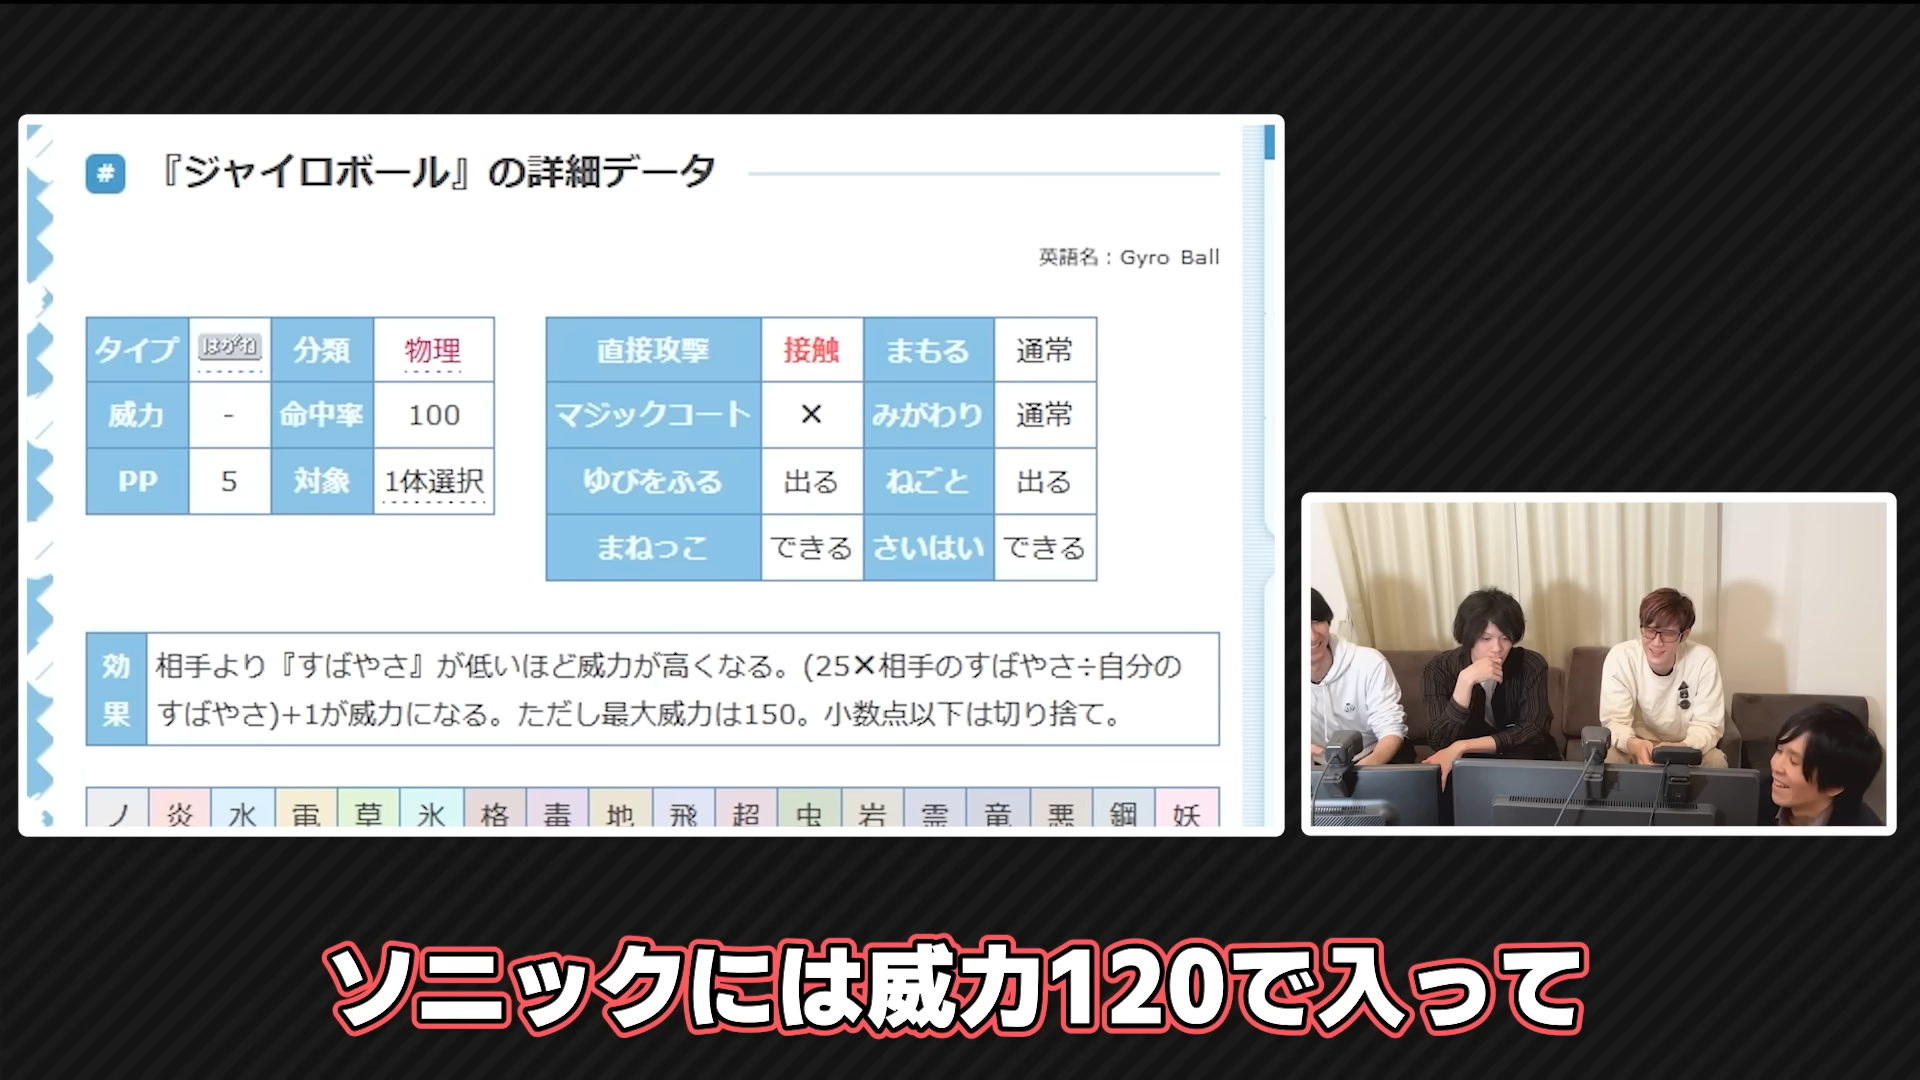 # 『ジャイロボール』の詳細データ
英語名：Gyro Ball
タイプ はがね 分類 物理
威力 - 命中率 100
PP 5 対象 1体選択
直接攻撃 接触 まもる 通常
マジックコート × みがわり 通常
ゆびをふる 出る ねごと 出る
まねっこ できる さいはい できる
効果
相手より『すばやさ』が低いほど威力が高くなる。(25×相手のすばやさ÷自分の
すばやさ)+1が威力になる。ただし最大威力は150。小数点以下は切り捨て。
ノ 炎 水 電 草 氷 格 毒 地 飛 超 虫 岩 霊 竜 悪 鋼 妖
ソニックには威力120で入って